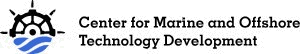 Center for Marine and Offshore
Technology Development